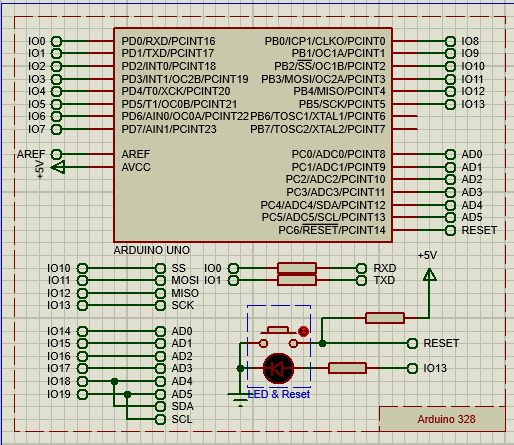 IO0 PD0/RXD/PCINT16 PB0/ICP1/CLKO/PCINT0 IO8
IO1 PD1/TXD/PCINT17 PB1/OC1A/PCINT1 IO9
IO2 PD2/INT0/PCINT18 PB2/SS/OC1B/PCINT2 IO10
IO3 PD3/INT1/OC2B/PCINT19 PB3/MOSI/OC2A/PCINT3 IO11
IO4 PD4/T0/XCK/PCINT20 PB4/MISO/PCINT4 IO12
IO5 PD5/T1/OC0B/PCINT21 PB5/SCK/PCINT5 IO13
IO6 PD6/AIN0/OC0A/PCINT22 PB6/TOSC1/XTAL1/PCINT6
IO7 PD7/AIN1/PCINT23 PB7/TOSC2/XTAL2/PCINT7
AREF AREF PC0/ADC0/PCINT8 AD0
+5V AVCC PC1/ADC1/PCINT9 AD1
PC2/ADC2/PCINT10 AD2
PC3/ADC3/PCINT11 AD3
PC4/ADC4/SDA/PCINT12 AD4
PC5/ADC5/SCL/PCINT13 AD5
PC6/RESET/PCINT14 RESET
ARDUINO UNO
+5V
IO10 SS IO0 RXD
IO11 MOSI IO1 TXD
IO12 MISO
IO13 SCK
IO14 AD0
IO15 AD1 RESET
IO16 AD2
IO17 AD3 IO13
IO18 AD4
IO19 AD5 LED & Reset
SDA
SCL Arduino 328